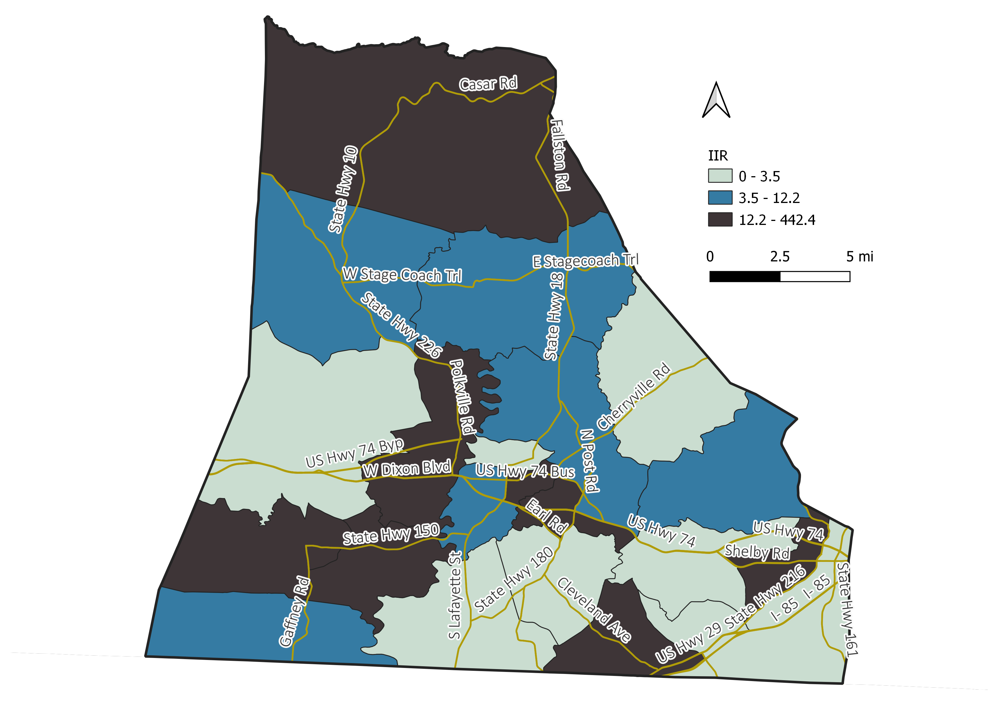 Casar Rd
Fallston Rd
State Hwy 10
IIR
0 - 3.5
3.5 - 12.2
12.2 - 442.4
0 2.5 5 mi
E Stagecoach Trl
W Stage Coach Trl
State Hwy 18
State Hwy 226
Polkville Rd
Cherryville Rd
N Post Rd
US Hwy 74 Byp
W Dixon Blvd
US Hwy 74 Bus
Earl Rd
US Hwy 74
US Hwy 74
State Hwy 150
Shelby Rd
State Hwy 180
S Lafayette St
Gaffney Rd
Cleveland Ave
State Hwy 216
I- 85
I- 85
US Hwy 29
State Hwy 161